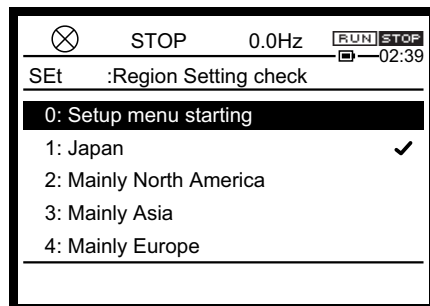 STOP 0.0Hz RUN STOP
02:39
SEt :Region Setting check
0: Setup menu starting
1: Japan
2: Mainly North America
3: Mainly Asia
4: Mainly Europe